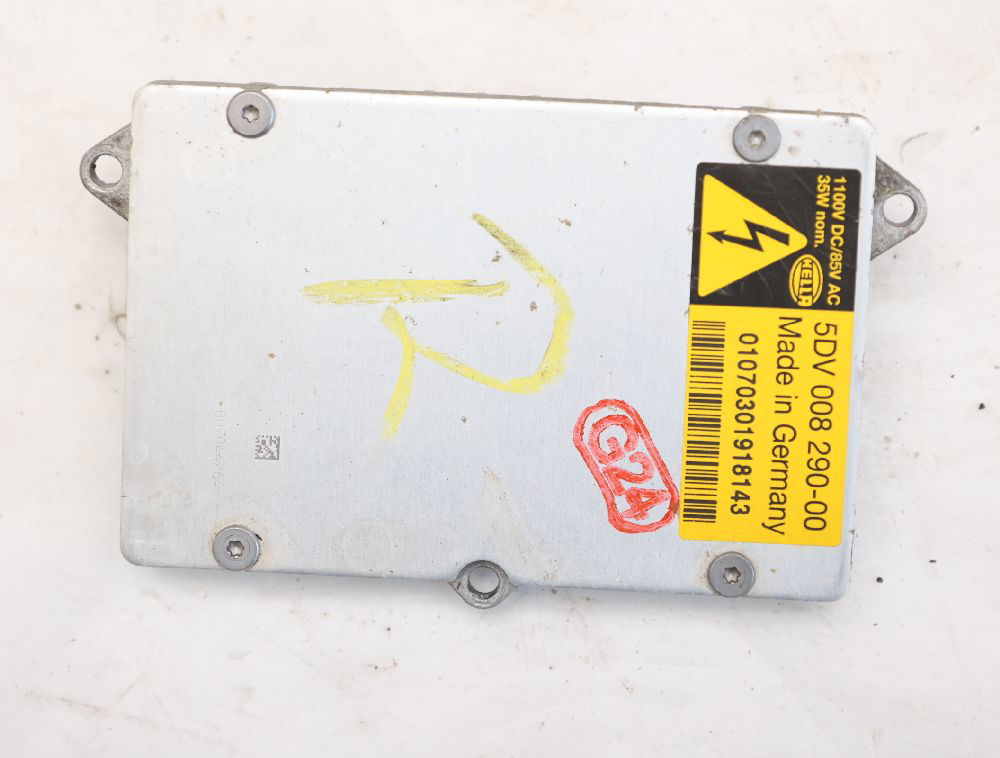 1100V DC/85V AC
35W nom.
HELLA
5DV 008 290-00
Made in Germany
01070301918143
G24
R